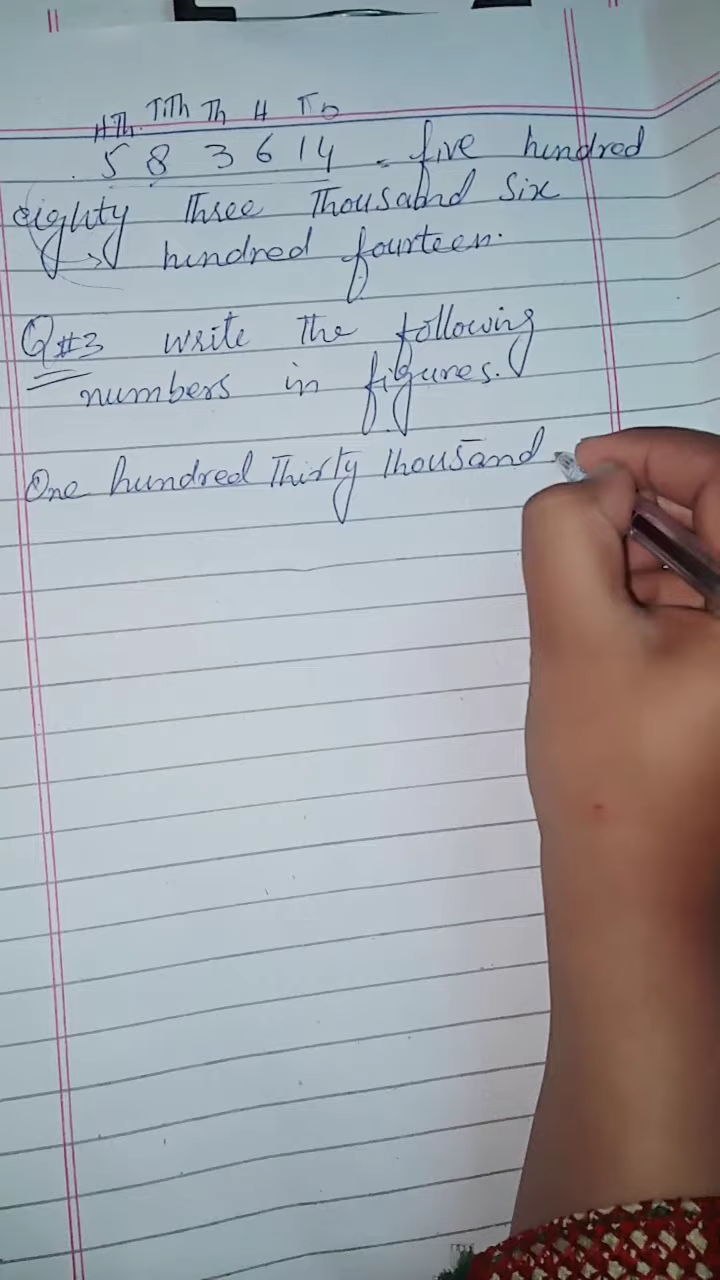 HTh TTh Th H T O
5 8 3 6 1 4 = five hundred
eighty Three Thousand Six
hundred fourteen.
Q#3 write the following
numbers in figures.
One hundred Thirty Thousand